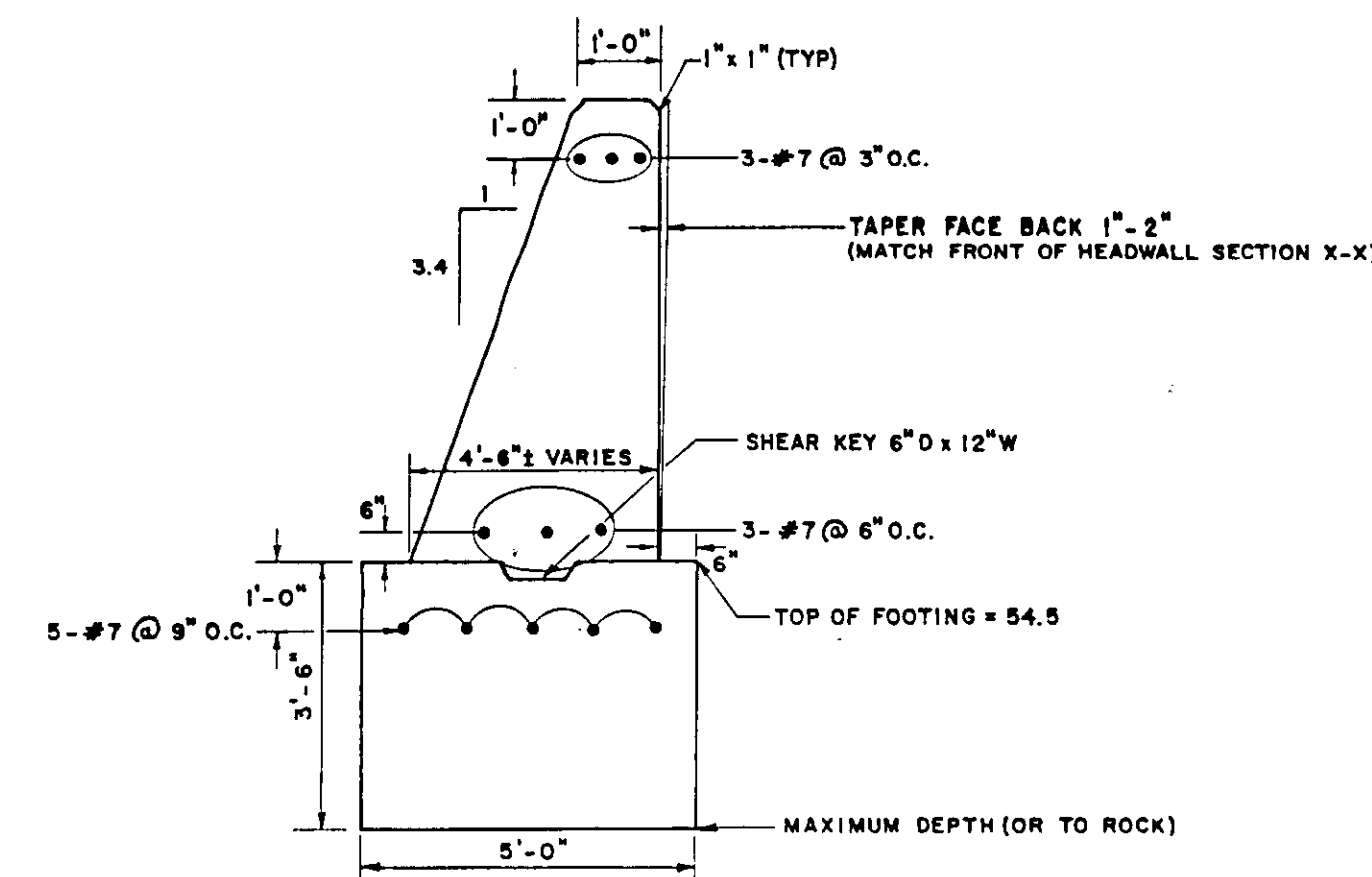 1'-0"
1" x 1" (TYP)
1'-0"
3-#7 @ 3" O.C.
1
TAPER FACE BACK 1"-2"
(MATCH FRONT OF HEADWALL SECTION X-X)
3.4
SHEAR KEY 6" D x 12" W
4'-6"± VARIES
6"
3-#7 @ 6" O.C.
6"
1'-0"
TOP OF FOOTING = 54.5
5-#7 @ 9" O.C.
3'-6"
MAXIMUM DEPTH (OR TO ROCK)
5'-0"